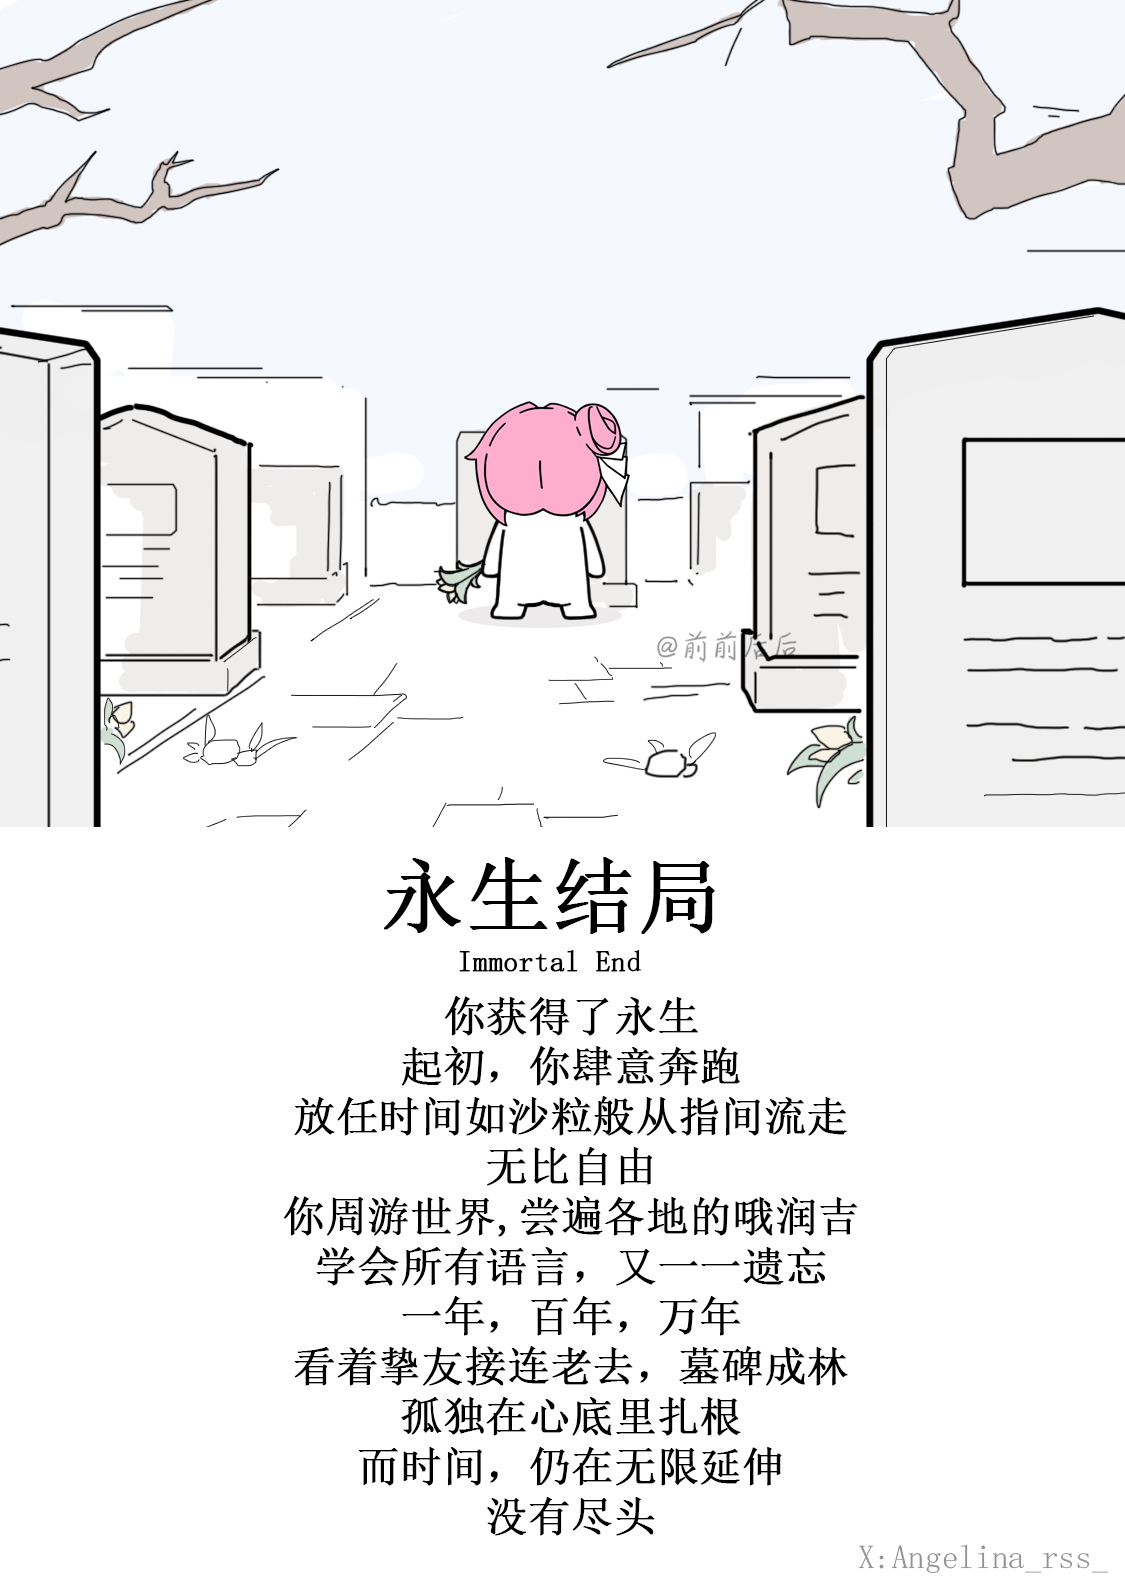 @前前后后
永生结局
Immortal End
你获得了永生
起初，你肆意奔跑
放任时间如沙粒般从指间流走
无比自由
你周游世界,尝遍各地的哦润吉
学会所有语言，又一一遗忘
一年，百年，万年
看着挚友接连老去，墓碑成林
孤独在心底里扎根
而时间，仍在无限延伸
没有尽头
X:Angelina_rss_